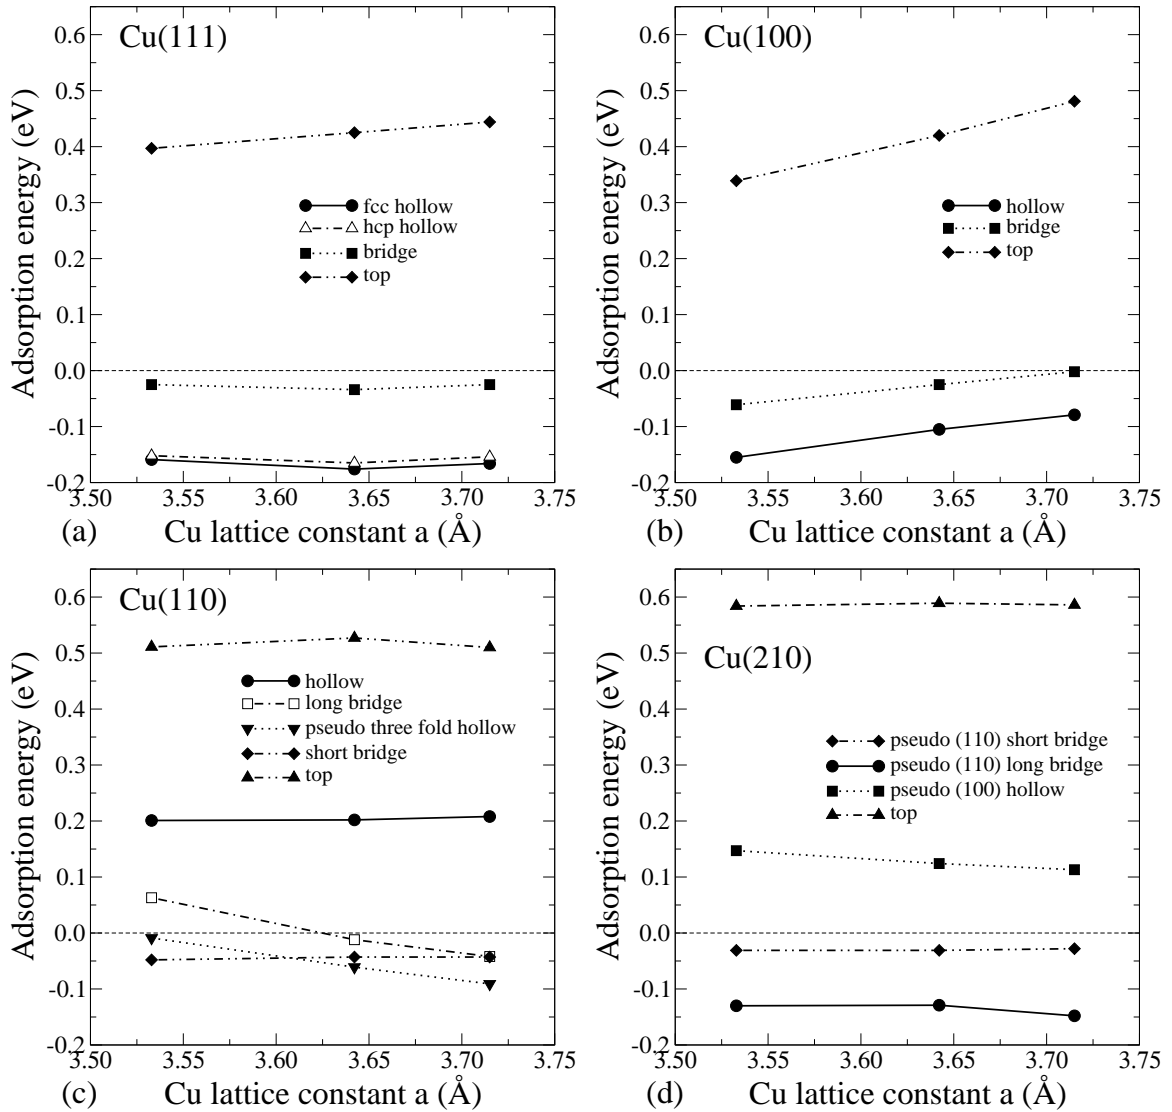 Cu(111)
Adsorption energy (eV)
0.6
0.5
0.4
0.3
0.2
0.1
0.0
-0.1
-0.2
fcc hollow
hcp hollow
bridge
top
3.50
3.55
3.60
3.65
3.70
3.75
(a)
Cu lattice constant a (Å)
Cu(100)
Adsorption energy (eV)
0.6
0.5
0.4
0.3
0.2
0.1
0.0
-0.1
-0.2
hollow
bridge
top
3.50
3.55
3.60
3.65
3.70
3.75
(b)
Cu lattice constant a (Å)
Cu(110)
Adsorption energy (eV)
0.6
0.5
0.4
0.3
0.2
0.1
0.0
-0.1
-0.2
hollow
long bridge
pseudo three fold hollow
short bridge
top
3.50
3.55
3.60
3.65
3.70
3.75
(c)
Cu lattice constant a (Å)
Cu(210)
Adsorption energy (eV)
0.6
0.5
0.4
0.3
0.2
0.1
0.0
-0.1
-0.2
pseudo (110) short bridge
pseudo (110) long bridge
pseudo (100) hollow
top
3.50
3.55
3.60
3.65
3.70
3.75
(d)
Cu lattice constant a (Å)